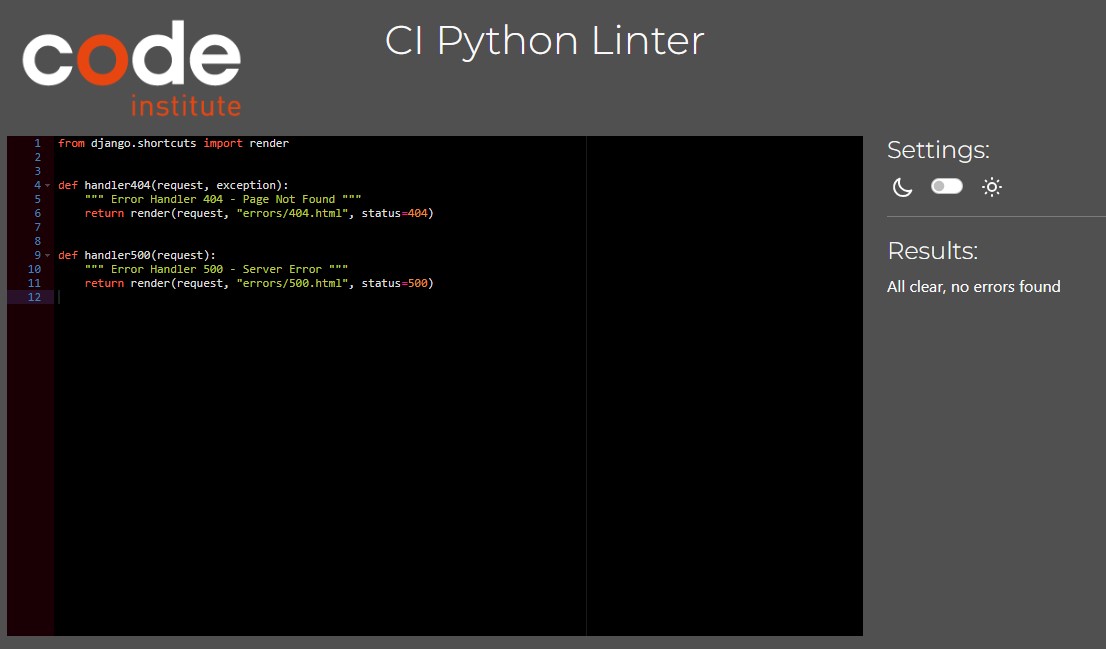 code
institute
CI Python Linter
1 from django.shortcuts import render
2
3
4 def handler404(request, exception):
5     """ Error Handler 404 - Page Not Found """
6     return render(request, "errors/404.html", status=404)
7
8
9 def handler500(request):
10     """ Error Handler 500 - Server Error """
11     return render(request, "errors/500.html", status=500)
12
Settings:
Results:
All clear, no errors found